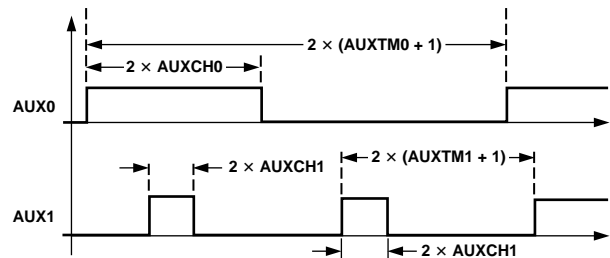 2 × (AUXTM0 + 1)
2 × AUXCH0
AUX0
2 × (AUXTM1 + 1)
2 × AUXCH1
AUX1
2 × AUXCH1